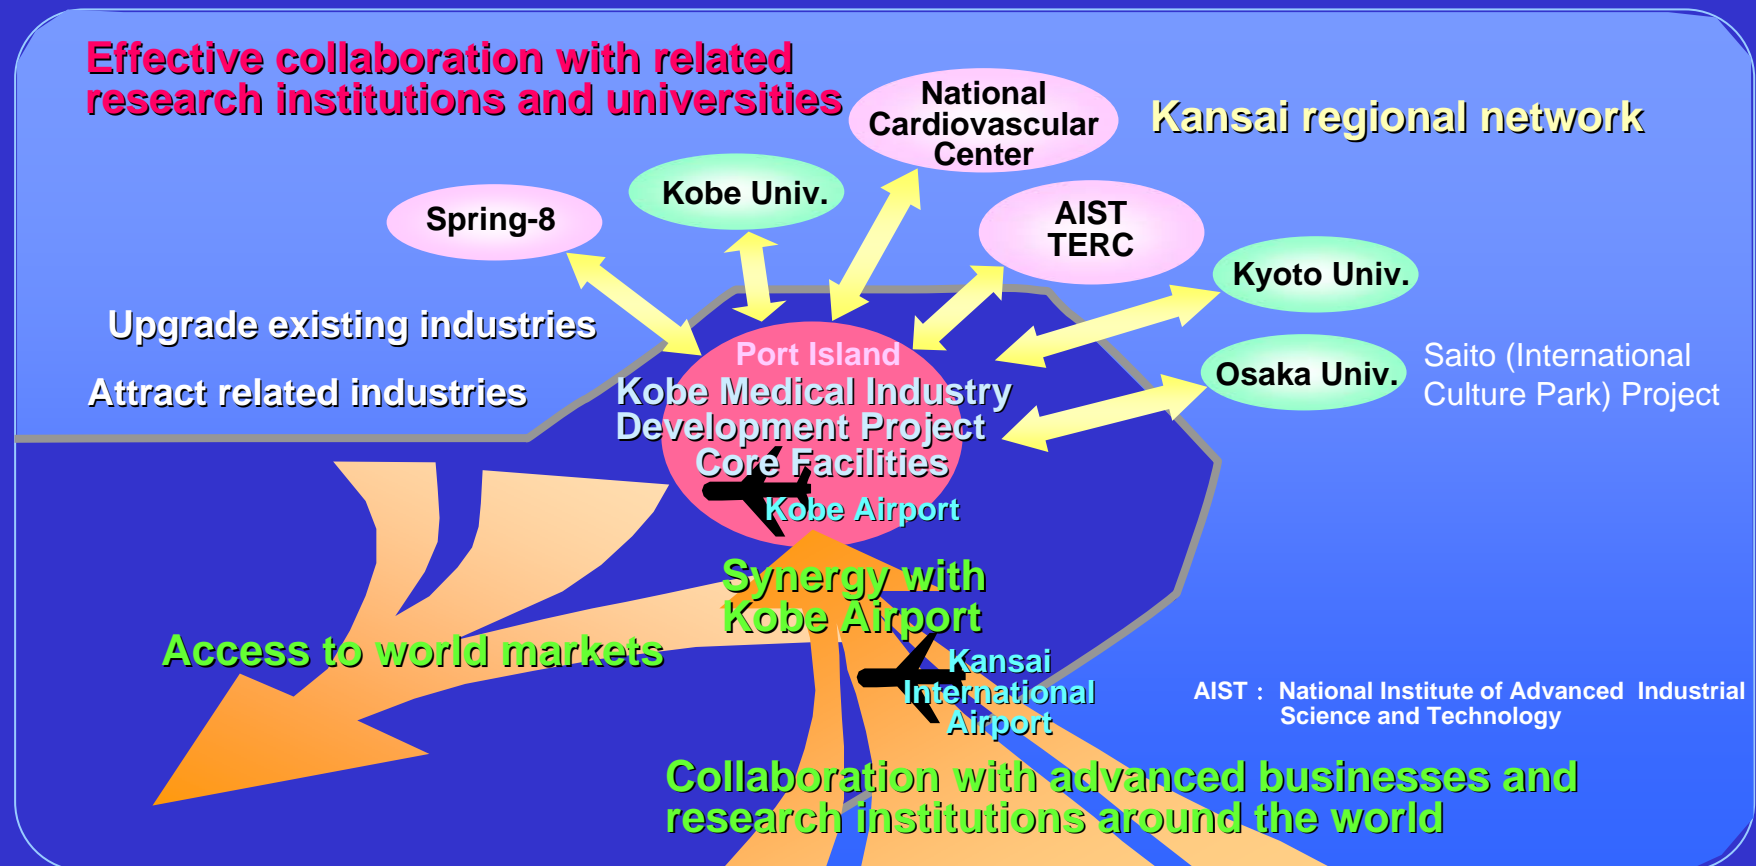 Effective collaboration with related
research institutions and universities
National
Cardiovascular
Center
Kansai regional network
Kobe Univ.
Spring-8
AIST
TERC
Kyoto Univ.
Upgrade existing industries
Attract related industries
Port Island
Kobe Medical Industry
Development Project
Core Facilities
Kobe Airport
Osaka Univ.
Saito (International
Culture Park) Project
Synergy with
Kobe Airport
Access to world markets
Kansai
International
Airport
AIST : National Institute of Advanced Industrial
Science and Technology
Collaboration with advanced businesses and
research institutions around the world